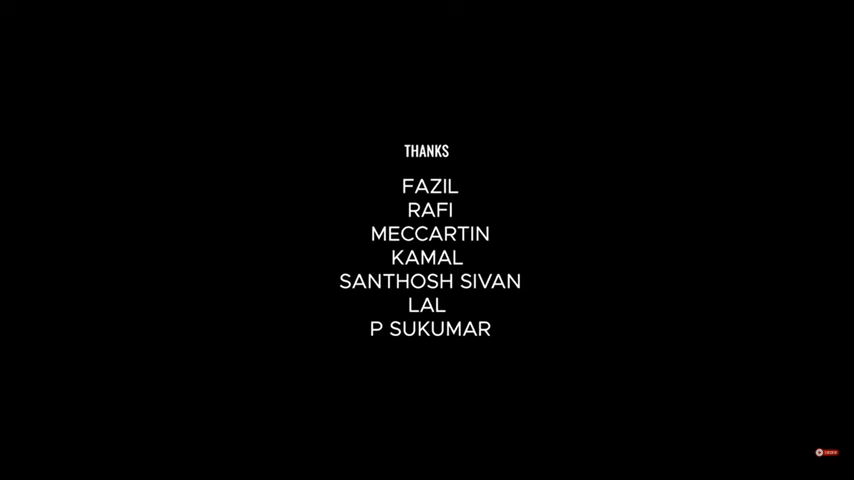 THANKS
FAZIL
RAFI
MECCARTIN
KAMAL
SANTHOSH SIVAN
LAL
P SUKUMAR